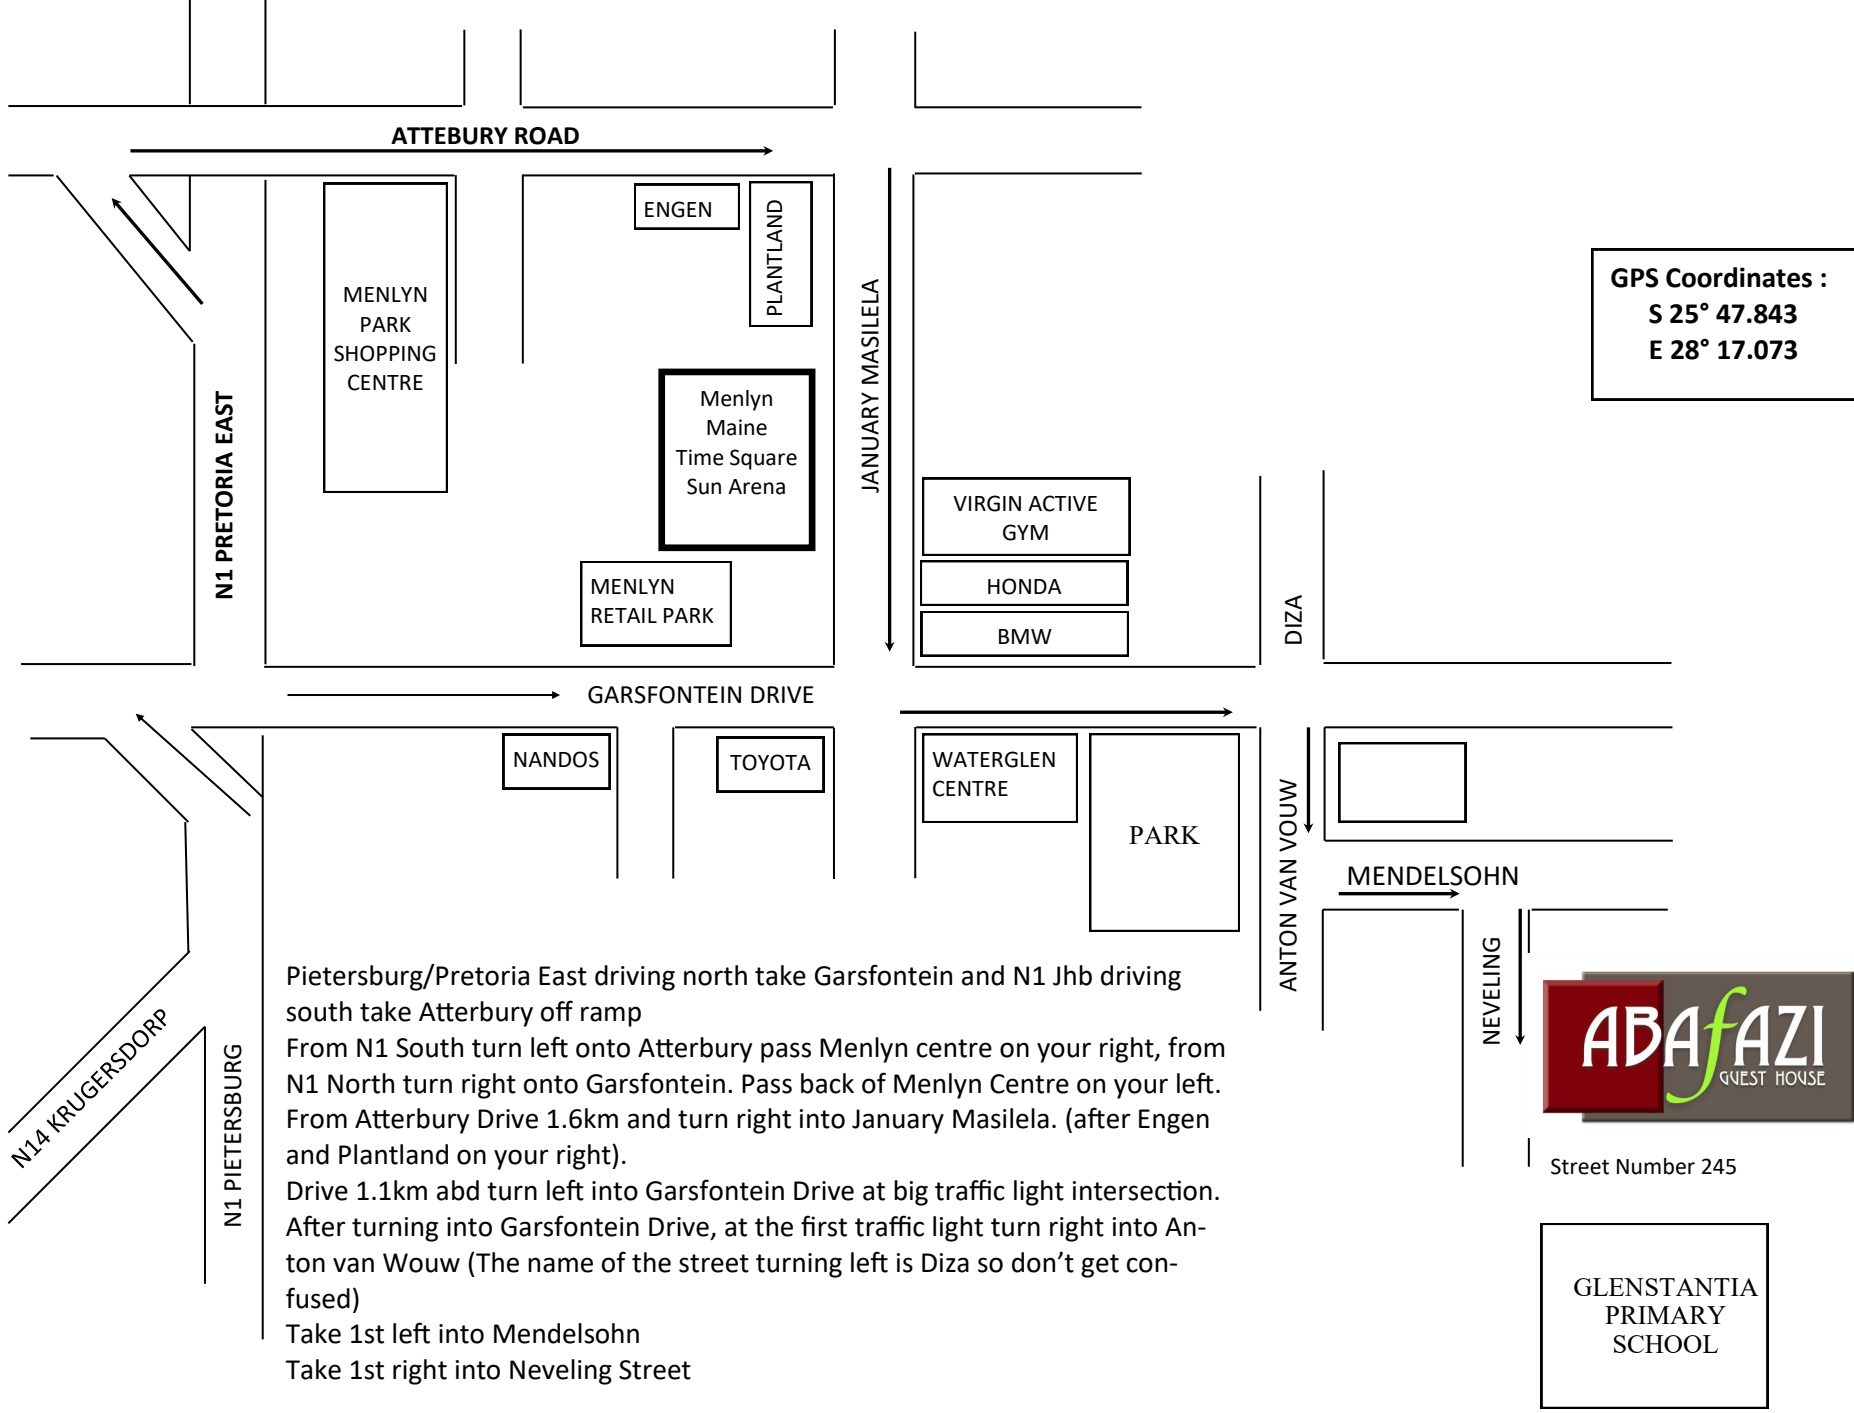 ATTEBURY ROAD
ENGEN
PLANTLAND
MENLYN
PARK
SHOPPING
CENTRE
JANUARY MASILELA
GPS Coordinates :
S 25° 47.843
E 28° 17.073
N1 PRETORIA EAST
Menlyn
Maine
Time Square
Sun Arena
VIRGIN ACTIVE
GYM
HONDA
BMW
MENLYN
RETAIL PARK
DIZA
GARSFONTEIN DRIVE
NANDOS
TOYOTA
WATERGLEN
CENTRE
PARK
ANTON VAN VOUW
MENDELSOHN
NEVELING
N14 KRUGERSDORP
N1 PIETERSBURG
Pietersburg/Pretoria East driving north take Garsfontein and N1 Jhb driving
south take Atterbury off ramp
From N1 South turn left onto Atterbury pass Menlyn centre on your right, from
N1 North turn right onto Garsfontein. Pass back of Menlyn Centre on your left.
From Atterbury Drive 1.6km and turn right into January Masilela. (after Engen
and Plantland on your right).
Drive 1.1km abd turn left into Garsfontein Drive at big traffic light intersection.
After turning into Garsfontein Drive, at the first traffic light turn right into An-
ton van Wouw (The name of the street turning left is Diza so don't get con-
fused)
Take 1st left into Mendelsohn
Take 1st right into Neveling Street
ABAfAZI
GUEST HOUSE
Street Number 245
GLENSTANTIA
PRIMARY
SCHOOL